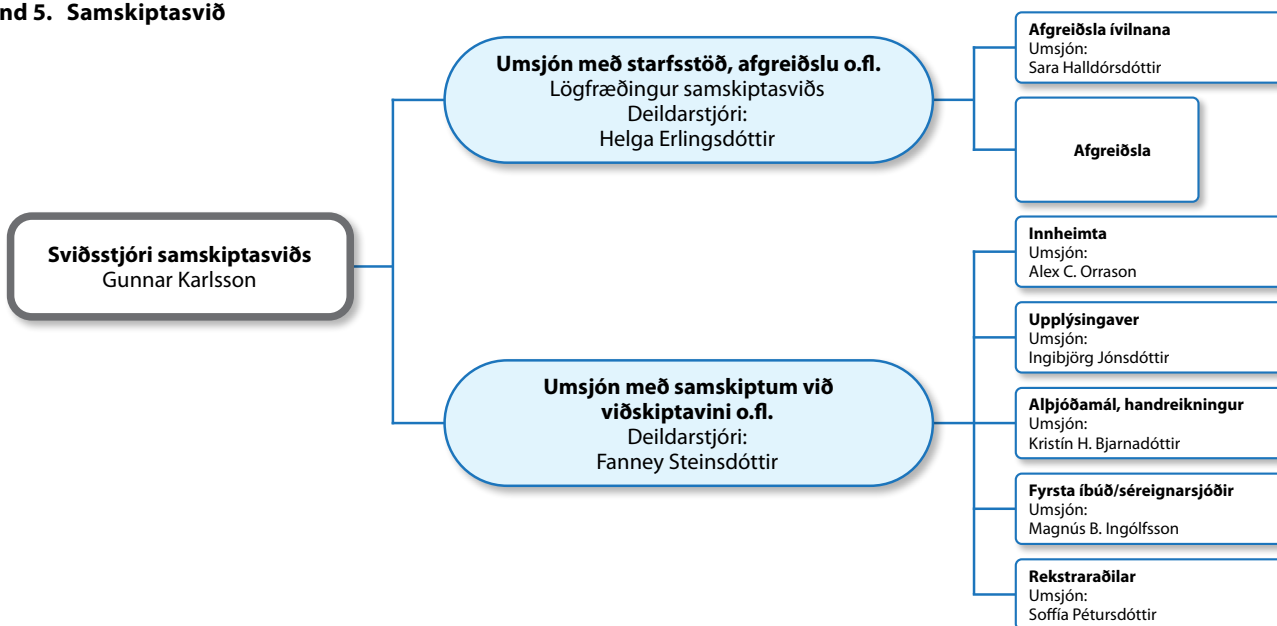 nd 5. Samskiptasvið
Umsjón með starfsstöð, afgreiðslu o.fl.
Lögfræðingur samskiptasviðs
Deildarstjóri:
Helga Erlingsdóttir
Afgreiðsla ívilnana
Umsjón:
Sara Halldórsdóttir
Afgreiðsla
Sviðsstjóri samskiptasviðs
Gunnar Karlsson
Umsjón með samskiptum við
viðskiptavini o.fl.
Deildarstjóri:
Fanney Steinsdóttir
Innheimta
Umsjón:
Alex C. Orrason
Upplýsingaver
Umsjón:
Ingibjörg Jónsdóttir
Alþjóðamál, handreikningur
Umsjón:
Kristín H. Bjarnadóttir
Fyrsta íbúð/séreignarsjóðir
Umsjón:
Magnús B. Ingólfsson
Rekstraraðilar
Umsjón:
Soffía Pétursdóttir